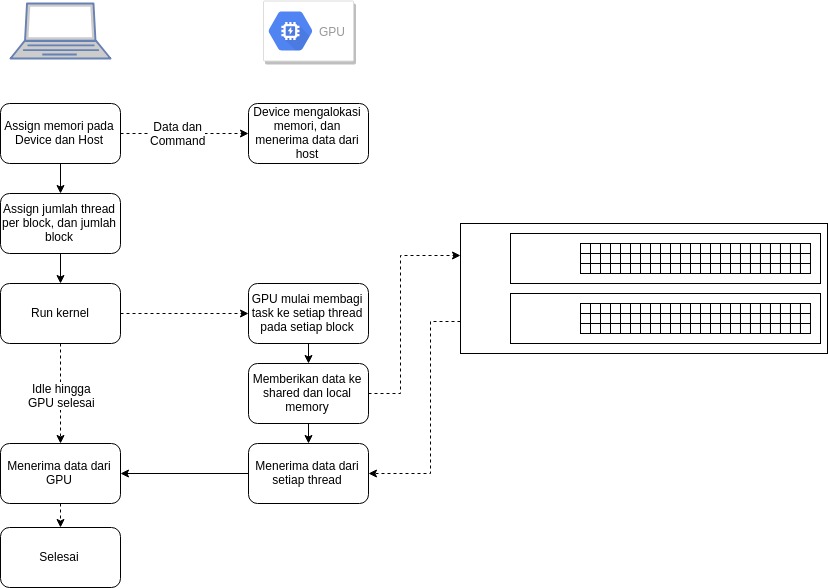 GPU
Assign memori pada
Device dan Host
Data dan
Command
Device mengalokasi
memori, dan
menerima data dari
host
Assign jumlah thread
per block, dan jumlah
block
Run kernel
GPU mulai membagi
task ke setiap thread
pada setiap block
Idle hingga
GPU selesai
Memberikan data ke
shared dan local
memory
Menerima data dari
GPU
Menerima data dari
setiap thread
Selesai